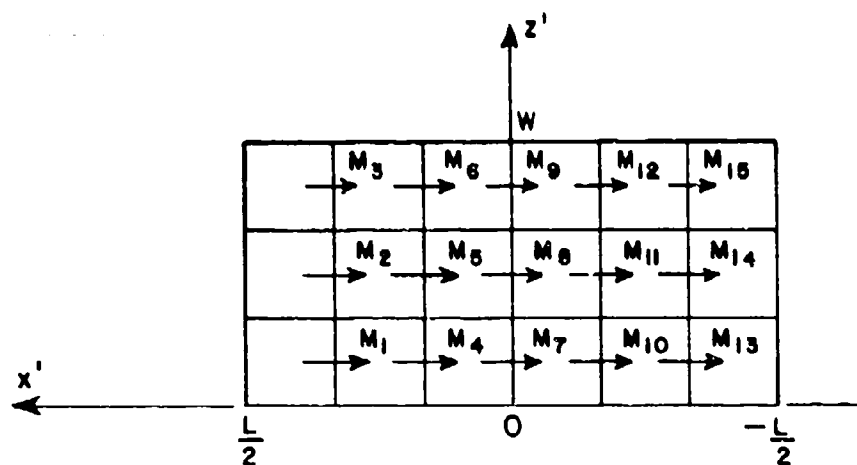 z'
W
M₃ M₆ M₉ M₁₂ M₁₅
M₂ M₅ M₈ M₁₁ M₁₄
M₁ M₄ M₇ M₁₀ M₁₃
x'
L/2 0 -L/2